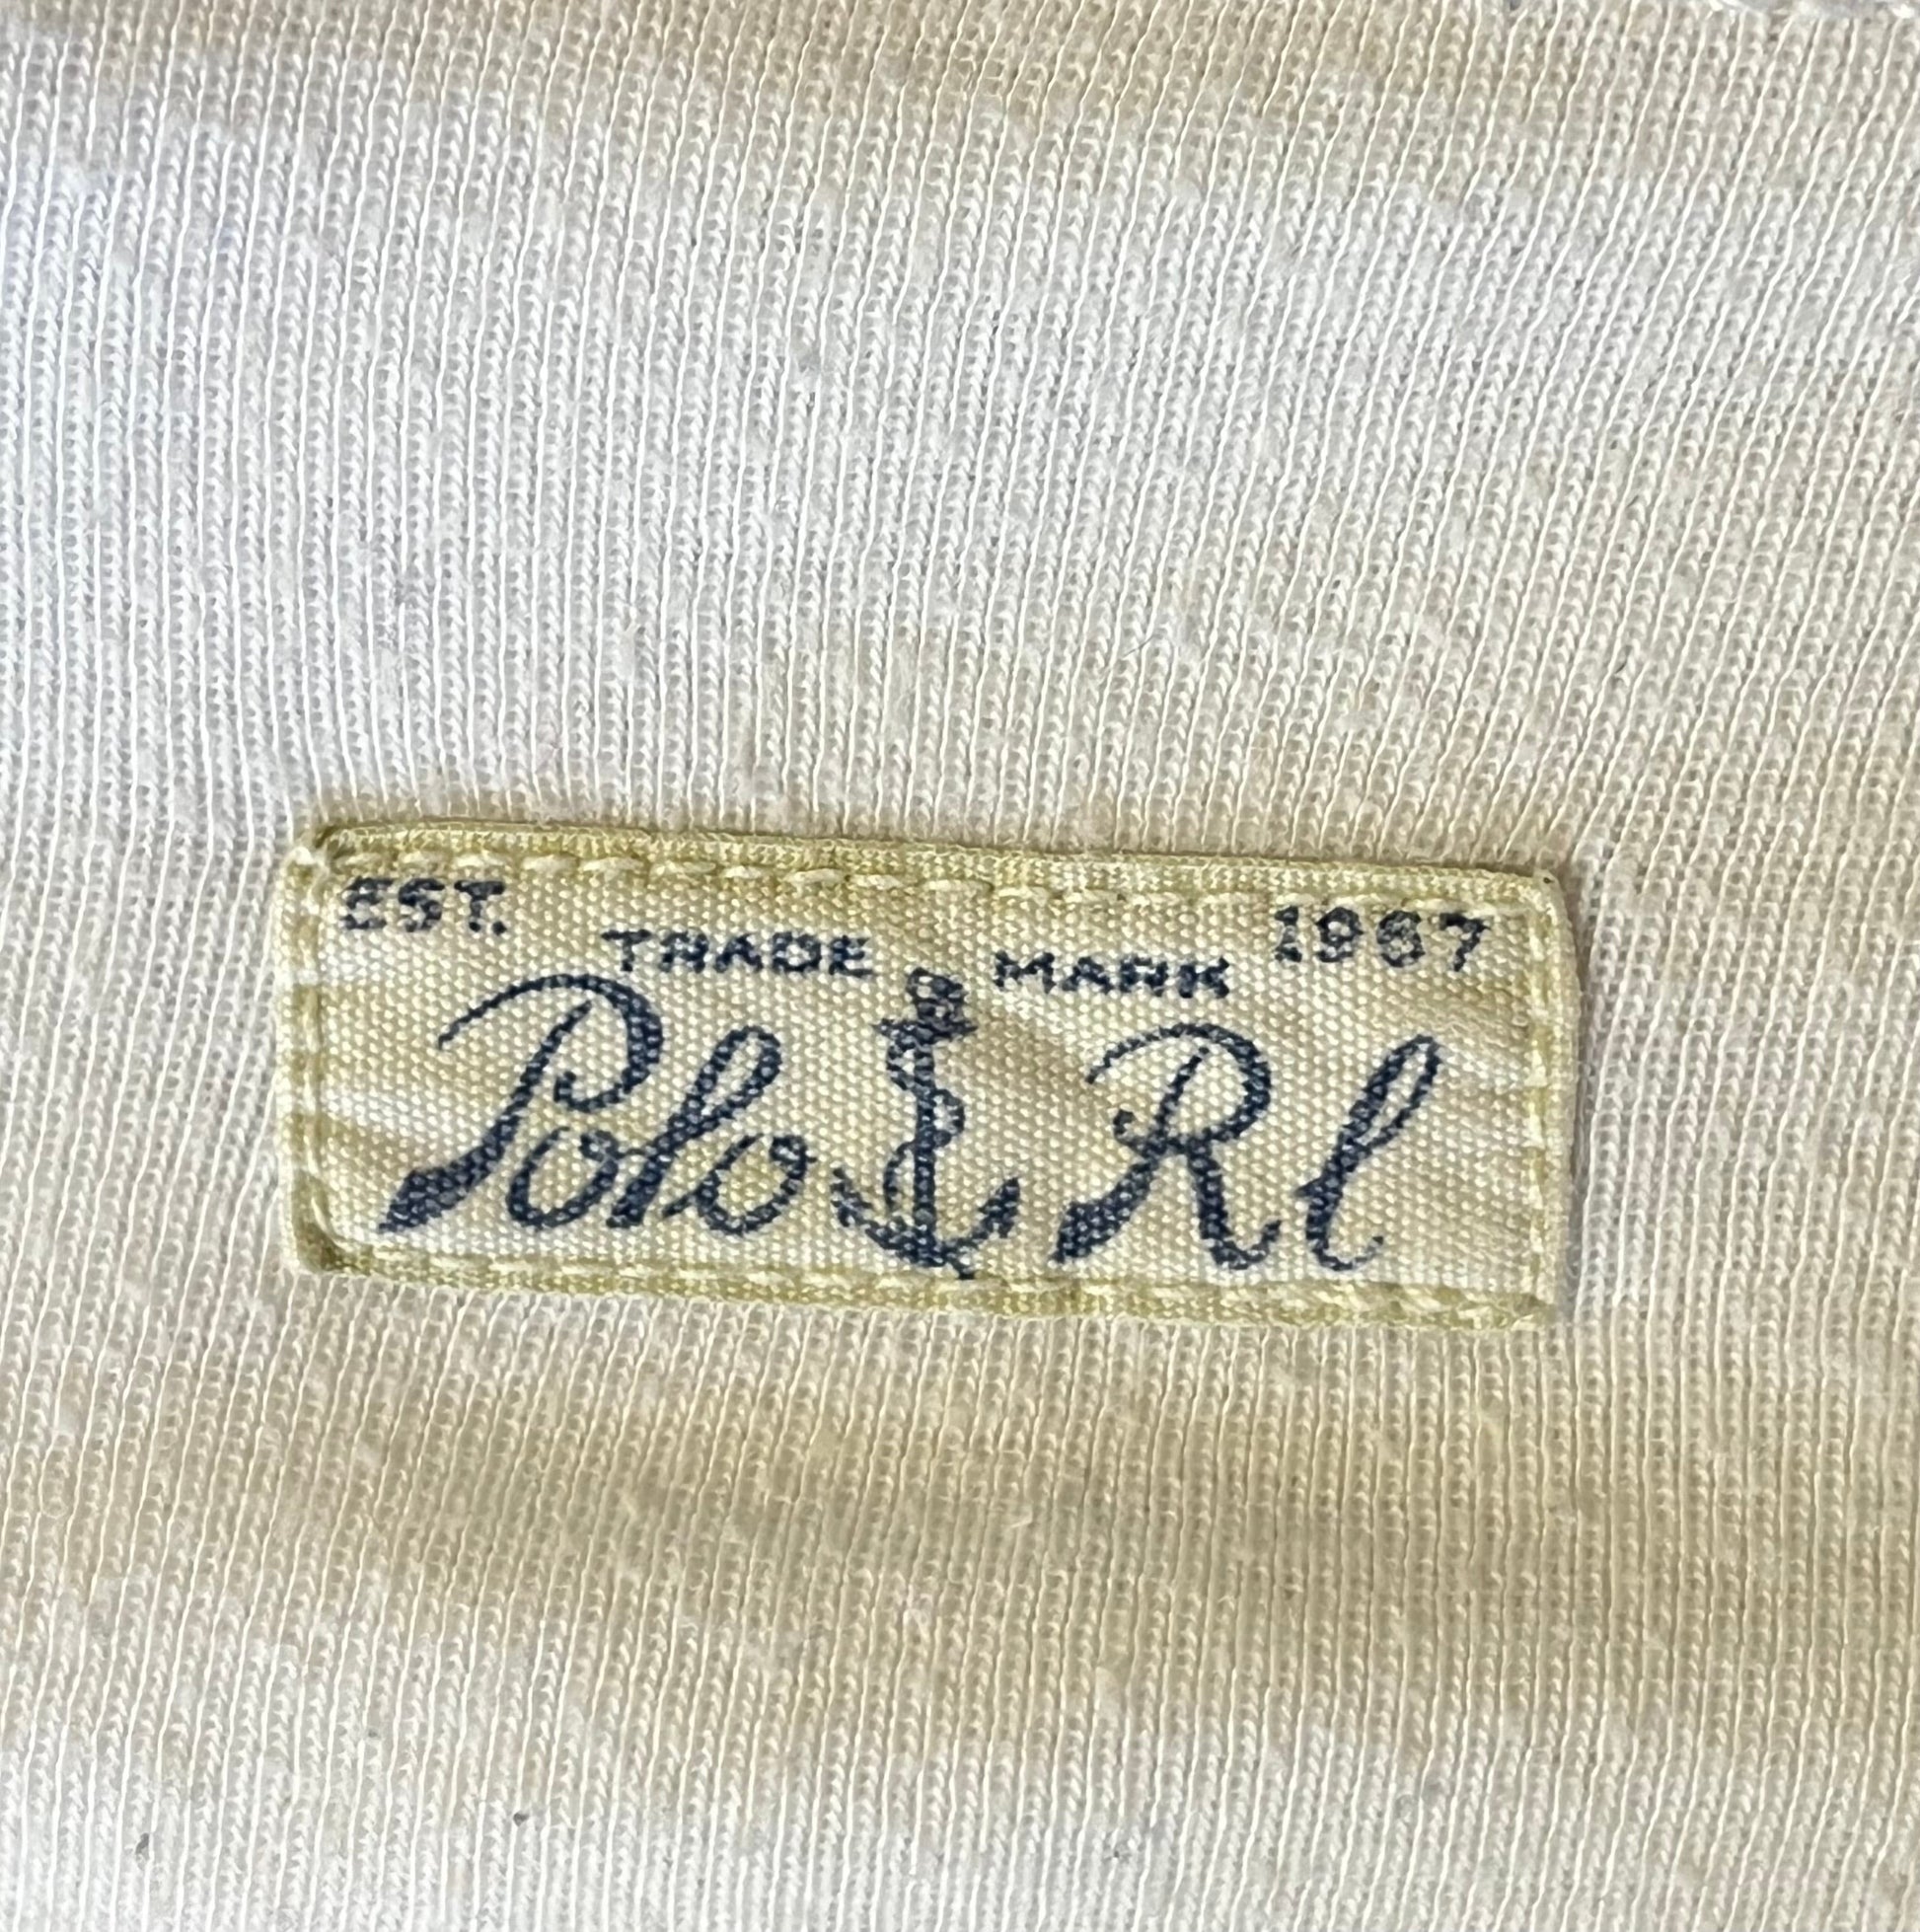 EST. 1967
TRADE MARK
Polo Rl